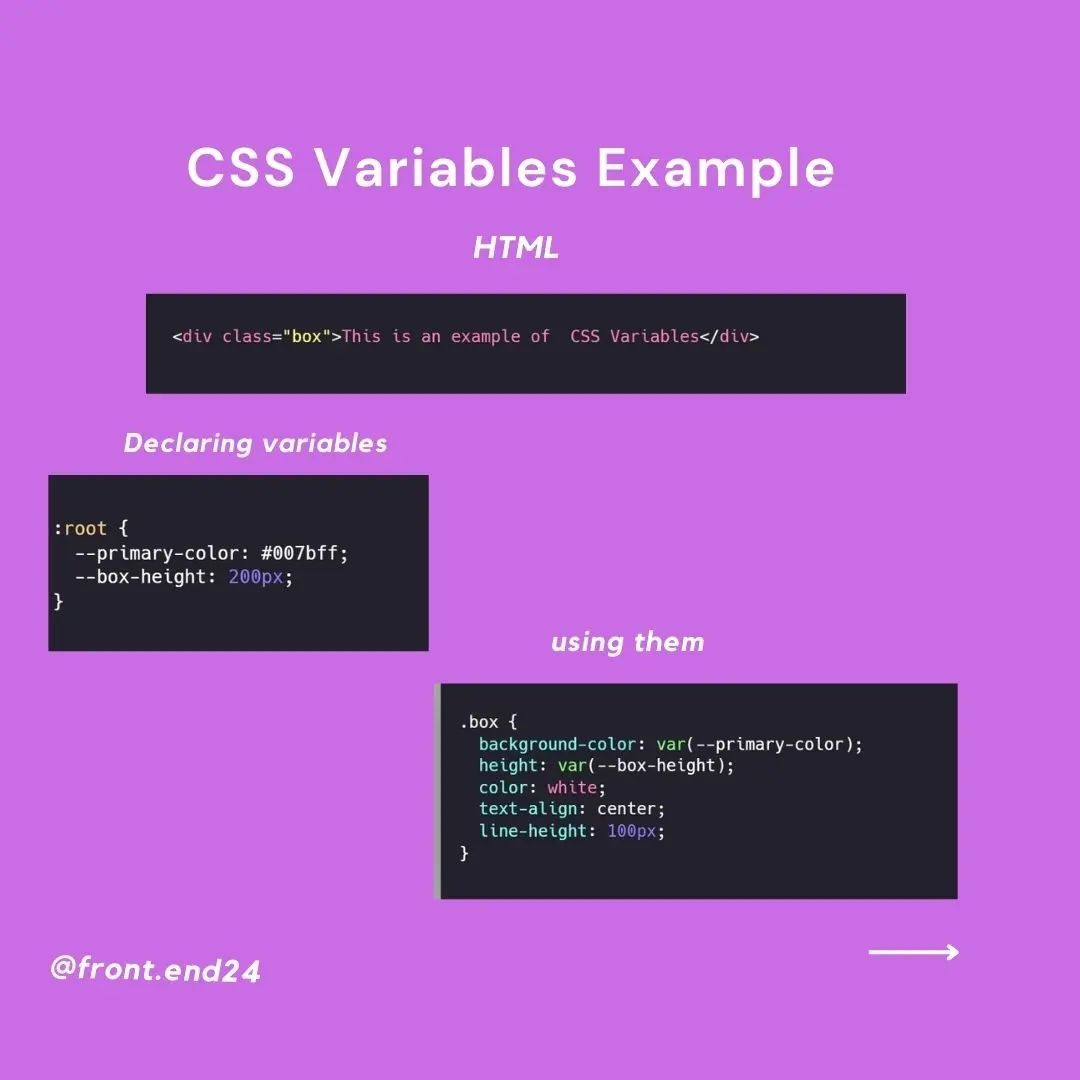 CSS Variables Example
HTML
<div class="box">This is an example of  CSS Variables</div>
Declaring variables
:root {
  --primary-color: #007bff;
  --box-height: 200px;
}
using them
.box {
  background-color: var(--primary-color);
  height: var(--box-height);
  color: white;
  text-align: center;
  line-height: 100px;
}
@front.end24